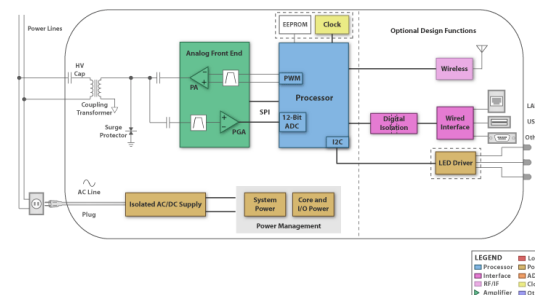 Power Lines
EEPROM
Clock
Optional Design Functions
Analog Front End
HV
Cap
PA
PWM
Processor
Wireless
Coupling
Transformer
SPI
Surge
Protector
PGA
12-Bit
ADC
I2C
Digital
Isolation
Wired
Interface
LED Driver
AC Line
Plug
Isolated AC/DC Supply
System
Power
Core and
I/O Power
Power Management
LEGEND
Processor
Interface
RF/IF
Amplifier